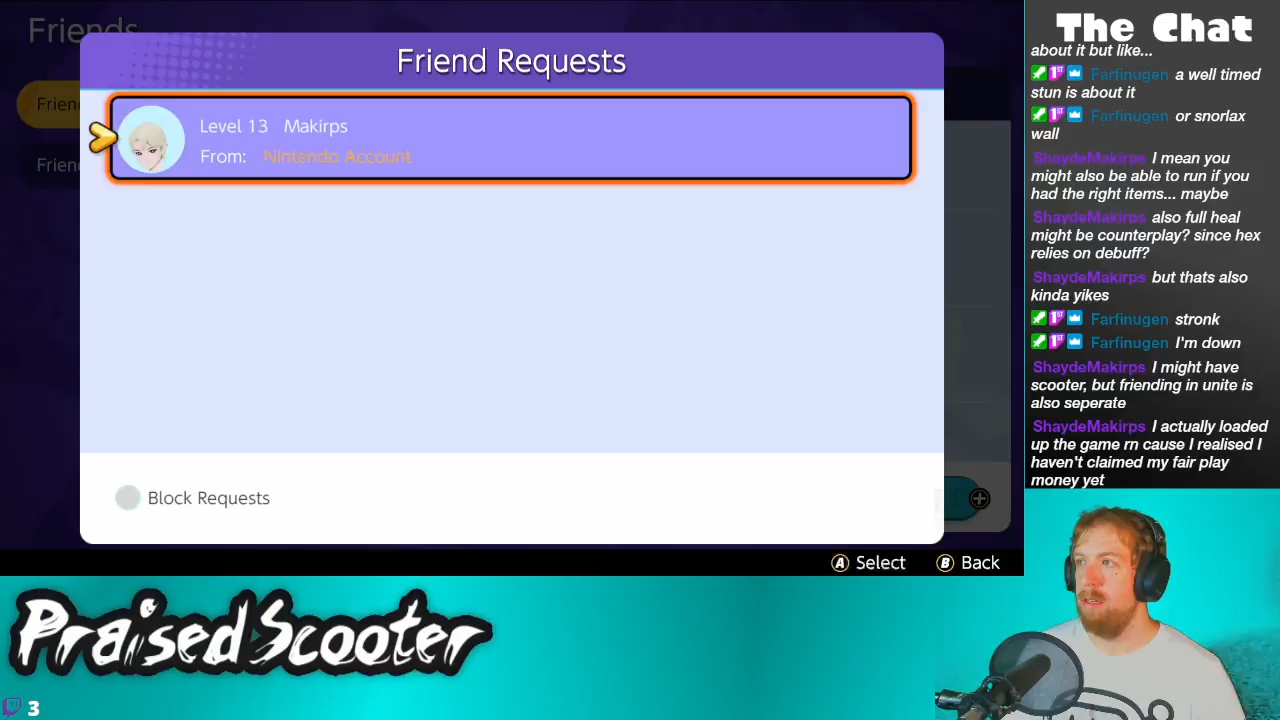 Friends
Friend Requests
Frien
Level 13 Makirps
From: Nintendo Account
Frien
Block Requests
A Select B Back
PraisedScooter
3
The Chat
about it but like...
Farfinugen a well timed
stun is about it
Farfinugen or snorlax
wall
ShaydeMakirps I mean you
might also be able to run if you
had the right items... maybe
ShaydeMakirps also full heal
might be counterplay? since hex
relies on debuff?
ShaydeMakirps but thats also
kinda yikes
Farfinugen stronk
Farfinugen I'm down
ShaydeMakirps I might have
scooter, but friending in unite is
also seperate
ShaydeMakirps I actually loaded
up the game rn cause I realised I
haven't claimed my fair play
money yet